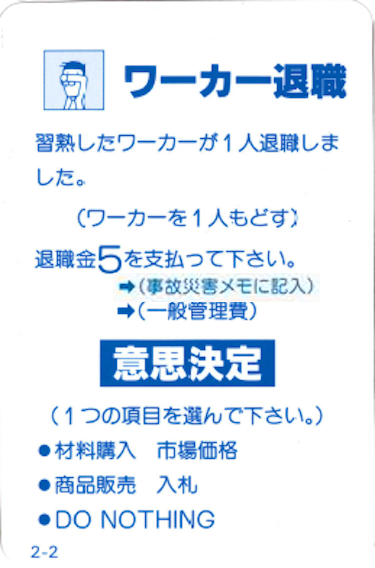 ワーカー退職
習熟したワーカーが1人退職しま
した。
(ワーカーを1人もどす)
退職金5を支払って下さい。
➡(事故災害メモに記入)
➡(一般管理費)
意思決定
(1つの項目を選んで下さい。)
●材料購入 市場価格
●商品販売 入札
●DO NOTHING
2-2